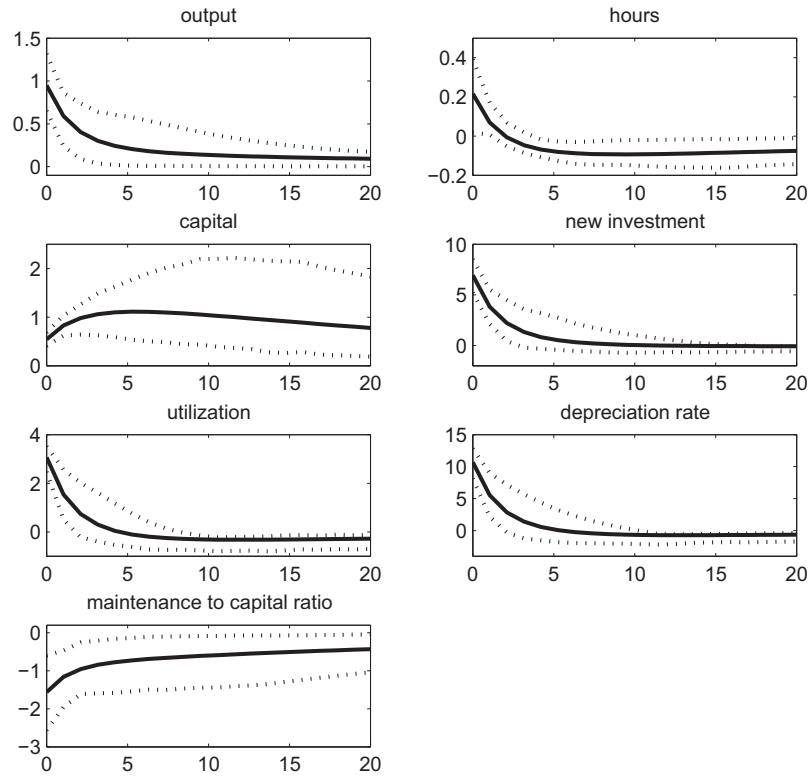 output
1.5
1
0.5
0
0 5 10 15 20
hours
0.4
0.2
0
−0.2
0 5 10 15 20
capital
2
1
0
0 5 10 15 20
new investment
10
5
0
0 5 10 15 20
utilization
4
2
0
0 5 10 15 20
depreciation rate
15
10
5
0
0 5 10 15 20
maintenance to capital ratio
0
−1
−2
−3
0 5 10 15 20